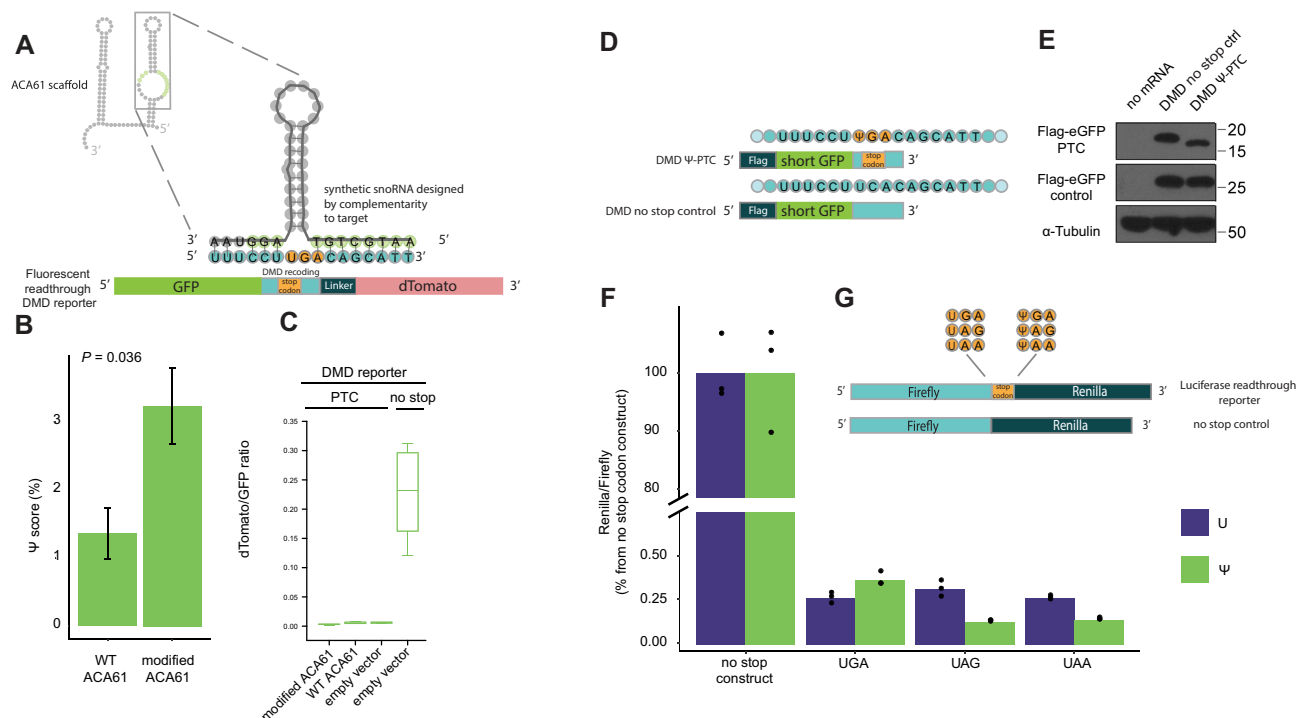 A
ACA61 scaffold
5'
3'
synthetic snoRNA designed
by complementarity
to target
3' AAUGGA TGTCGTAA 5'
UUUCCUUGACAGCATT 3'
DMD recoding
Fluorescent
readthrough
DMD reporter
5' GFP stop codon Linker dTomato 3'
B
P = 0.036
Ψ score (%)
3
2
1
0
WT
ACA61
modified
ACA61
C
DMD reporter
PTC no stop
dTomato/GFP ratio
0.35
0.30
0.25
0.20
0.15
0.10
0.05
0.00
modified ACA61
WT ACA61
empty vector
empty vector
D
UUUCCUΨGACAGCATT
DMD Ψ-PTC 5' Flag short GFP stop codon 3'
UUUCCUUCACAGCATT
DMD no stop control 5' Flag short GFP 3'
E
no mRNA
DMD no stop ctrl
DMD Ψ-PTC
Flag-eGFP
PTC
20
15
Flag-eGFP
control
25
α-Tubulin
50
F
Renilla/Firefly
(% from no stop codon construct)
100
90
80
0.50
0.25
0.00
no stop
construct
UGA
UAG
UAA
G
UGA ΨGA
UAG ΨAG
UAA ΨAA
5' Firefly stop codon Renilla 3'
Luciferase readthrough
reporter
5' Firefly Renilla 3'
no stop control
U
Ψ